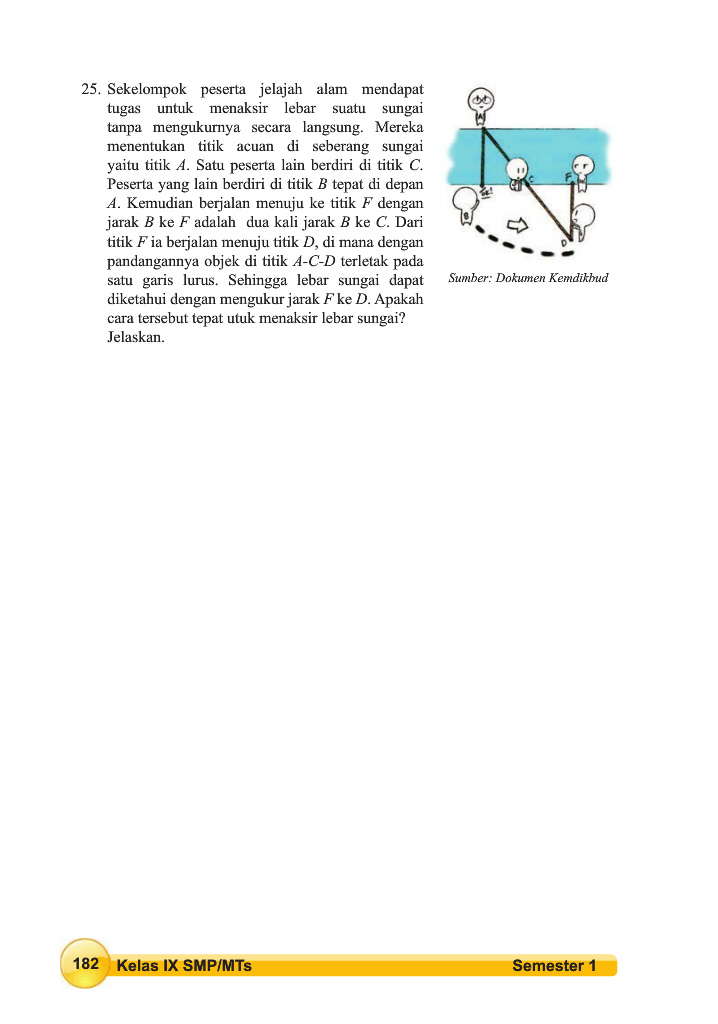 25. Sekelompok peserta jelajah alam mendapat
tugas untuk menaksir lebar suatu sungai
tanpa mengukurnya secara langsung. Mereka
menentukan titik acuan di seberang sungai
yaitu titik A. Satu peserta lain berdiri di titik C.
Peserta yang lain berdiri di titik B tepat di depan
A. Kemudian berjalan menuju ke titik F dengan
jarak B ke F adalah dua kali jarak B ke C. Dari
titik F ia berjalan menuju titik D, di mana dengan
pandangannya objek di titik A-C-D terletak pada
satu garis lurus. Sehingga lebar sungai dapat
diketahui dengan mengukur jarak F ke D. Apakah
cara tersebut tepat utuk menaksir lebar sungai?
Jelaskan.
A
C
F
B
D
Sumber: Dokumen Kemdikbud
182 Kelas IX SMP/MTs
Semester 1